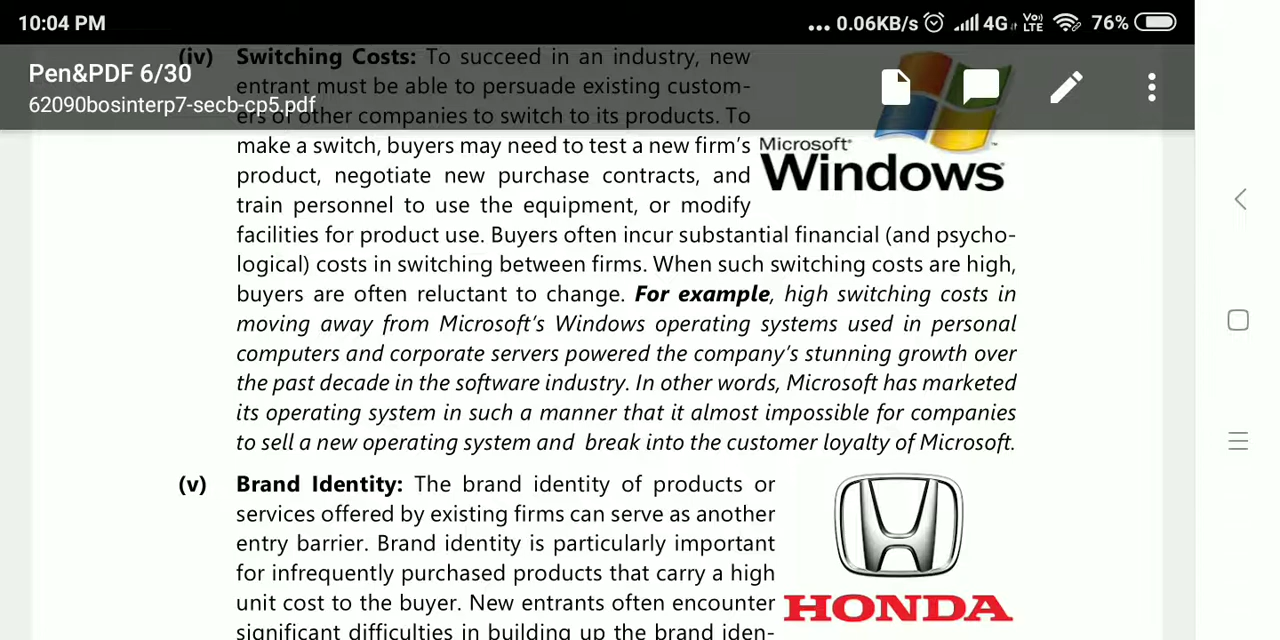 10:04 PM
... 0.06KB/s 4G Vo) LTE 76%
(iv) Switching Costs: To succeed in an industry, new
Pen&PDF 6/30
entrant must be able to persuade existing custom-
62090bosinterp7-secb-cp5.pdf
ers of other companies to switch to its products. To
make a switch, buyers may need to test a new firm's
product, negotiate new purchase contracts, and
train personnel to use the equipment, or modify
Microsoft
Windows
facilities for product use. Buyers often incur substantial financial (and psycho-
logical) costs in switching between firms. When such switching costs are high,
buyers are often reluctant to change. For example, high switching costs in
moving away from Microsoft's Windows operating systems used in personal
computers and corporate servers powered the company's stunning growth over
the past decade in the software industry. In other words, Microsoft has marketed
its operating system in such a manner that it almost impossible for companies
to sell a new operating system and break into the customer loyalty of Microsoft.
(v) Brand Identity: The brand identity of products or
services offered by existing firms can serve as another
entry barrier. Brand identity is particularly important
for infrequently purchased products that carry a high
unit cost to the buyer. New entrants often encounter
significant difficulties in building up the brand iden-
HONDA